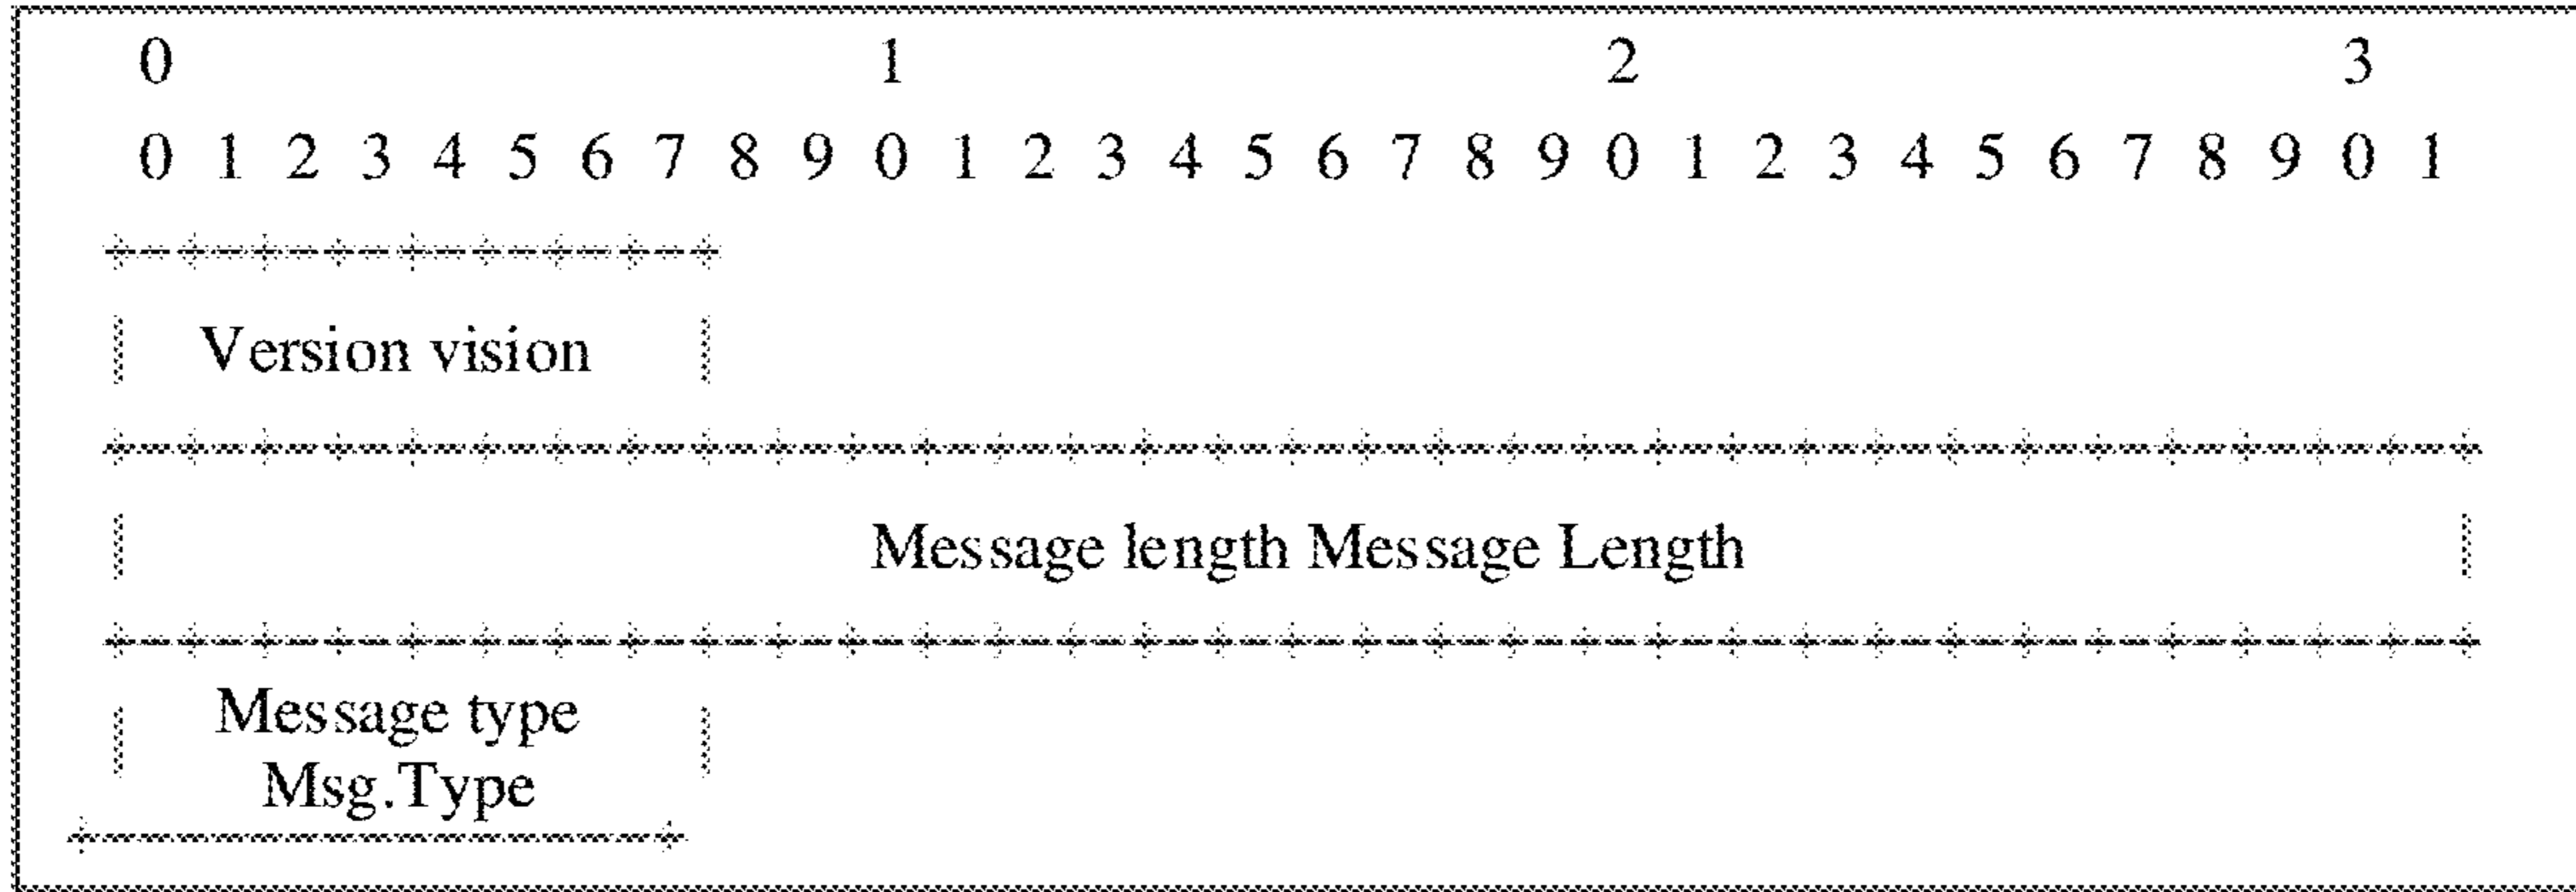 0 1 2 3
0 1 2 3 4 5 6 7 8 9 0 1 2 3 4 5 6 7 8 9 0 1 2 3 4 5 6 7 8 9 0 1
Version vision
Message length Message Length
Message type
Msg.Type